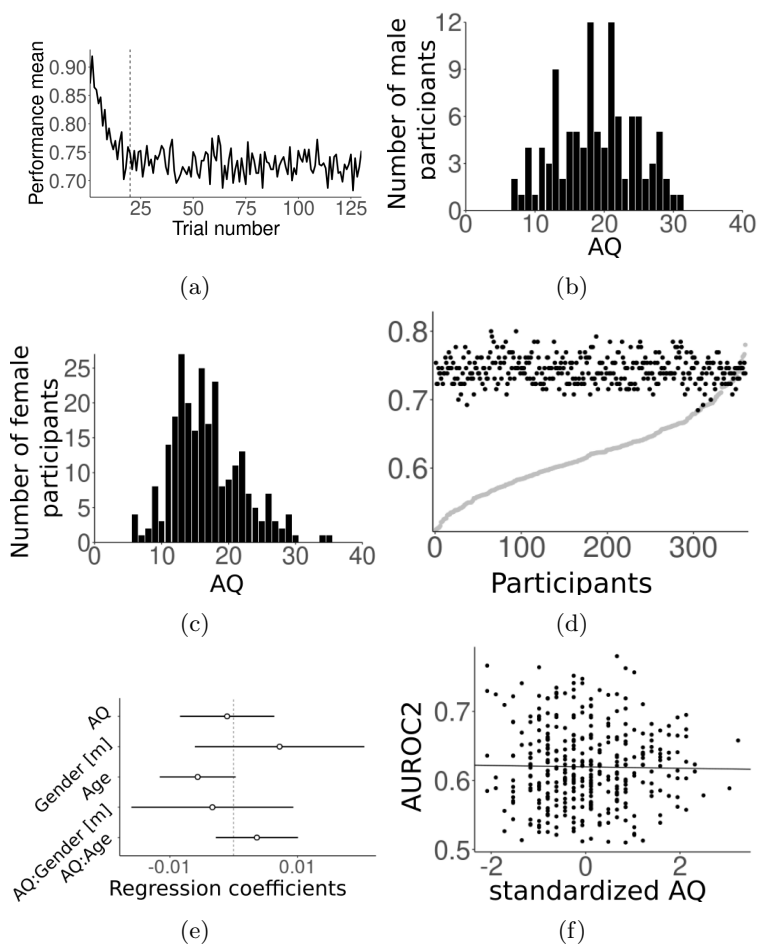 Performance mean
0.90
0.85
0.80
0.75
0.70
25 50 75 100 125
Trial number
(a)
Number of male
participants
12
9
6
3
0
0 10 20 30 40
AQ
(b)
Number of female
participants
25
20
15
10
5
0
0 10 20 30 40
AQ
(c)
0.8
0.7
0.6
0 100 200 300
Participants
(d)
AQ
Gender [m]
Age
AQ:Gender [m]
AQ:Age
-0.01 0.01
Regression coefficients
(e)
AUROC2
0.7
0.6
0.5
-2 0 2
standardized AQ
(f)